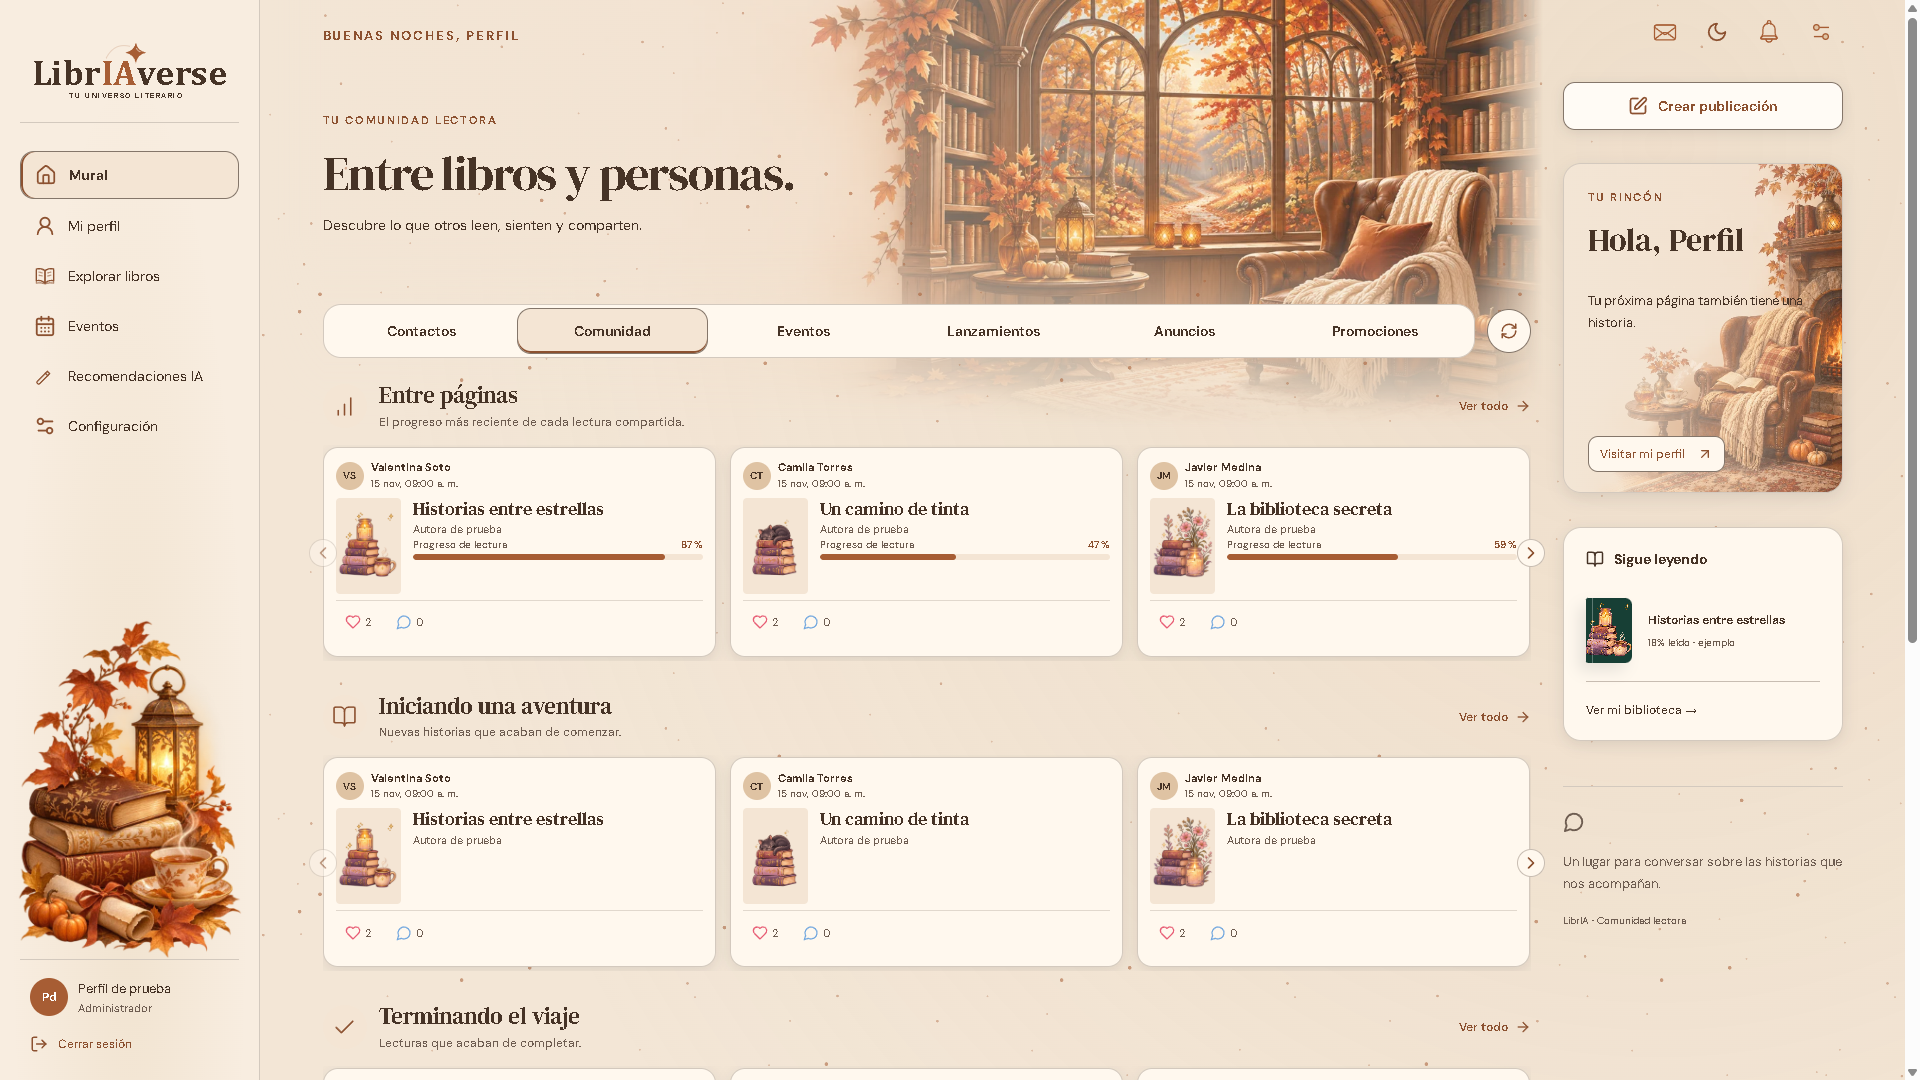 LibrIAverse
TU UNIVERSO LITERARIO
Mural
Mi perfil
Explorar libros
Eventos
Recomendaciones IA
Configuración
Pd
Perfil de prueba
Administrador
Cerrar sesión
BUENAS NOCHES, PERFIL
TU COMUNIDAD LECTORA
Entre libros y personas.
Descubre lo que otros leen, sienten y comparten.
Contactos
Comunidad
Eventos
Lanzamientos
Anuncios
Promociones
Entre páginas
El progreso más reciente de cada lectura compartida.
Ver todo
VS
Valentina Soto
15 nov, 09:00 a. m.
Historias entre estrellas
Autora de prueba
Progreso de lectura 87%
2 0
CT
Camila Torres
15 nov, 09:00 a. m.
Un camino de tinta
Autora de prueba
Progreso de lectura 47%
2 0
JM
Javier Medina
15 nov, 09:00 a. m.
La biblioteca secreta
Autora de prueba
Progreso de lectura 59%
2 0
Iniciando una aventura
Nuevas historias que acaban de comenzar.
Ver todo
VS
Valentina Soto
15 nov, 09:00 a. m.
Historias entre estrellas
Autora de prueba
2 0
CT
Camila Torres
15 nov, 09:00 a. m.
Un camino de tinta
Autora de prueba
2 0
JM
Javier Medina
15 nov, 09:00 a. m.
La biblioteca secreta
Autora de prueba
2 0
Terminando el viaje
Lecturas que acaban de completar.
Ver todo
Crear publicación
TU RINCÓN
Hola, Perfil
Tu próxima página también tiene una
historia.
Visitar mi perfil
Sigue leyendo
Historias entre estrellas
18% leído · ejemplo
Ver mi biblioteca →
Un lugar para conversar sobre las historias que
nos acompañan.
LibrIA · Comunidad lectora